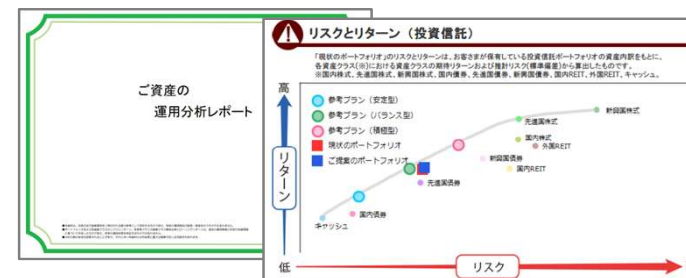 ご資産の
運用分析レポート
リスクとリターン（投資信託）
「現状のポートフォリオ」のリスクとリターンは、お客さまが保有している投資信託ポートフォリオの資産内訳をもとに、
各資産クラス(※)における資産クラスの期待リターンおよび推計リスク(標準偏差)から算出したものです。
※国内株式、先進国株式、新興国株式、国内債券、先進国債券、新興国債券、国内REIT、外国REIT、キャッシュ。
高
リターン
低
参考プラン（安定型）
参考プラン（バランス型）
参考プラン（積極型）
現状のポートフォリオ
ご提案のポートフォリオ
新興国株式
先進国株式
国内株式
外国REIT
新興国債券
国内REIT
先進国債券
国内債券
キャッシュ
リスク